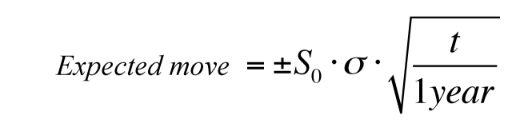 Expected move = ±S₀ · σ · √(t / 1year)